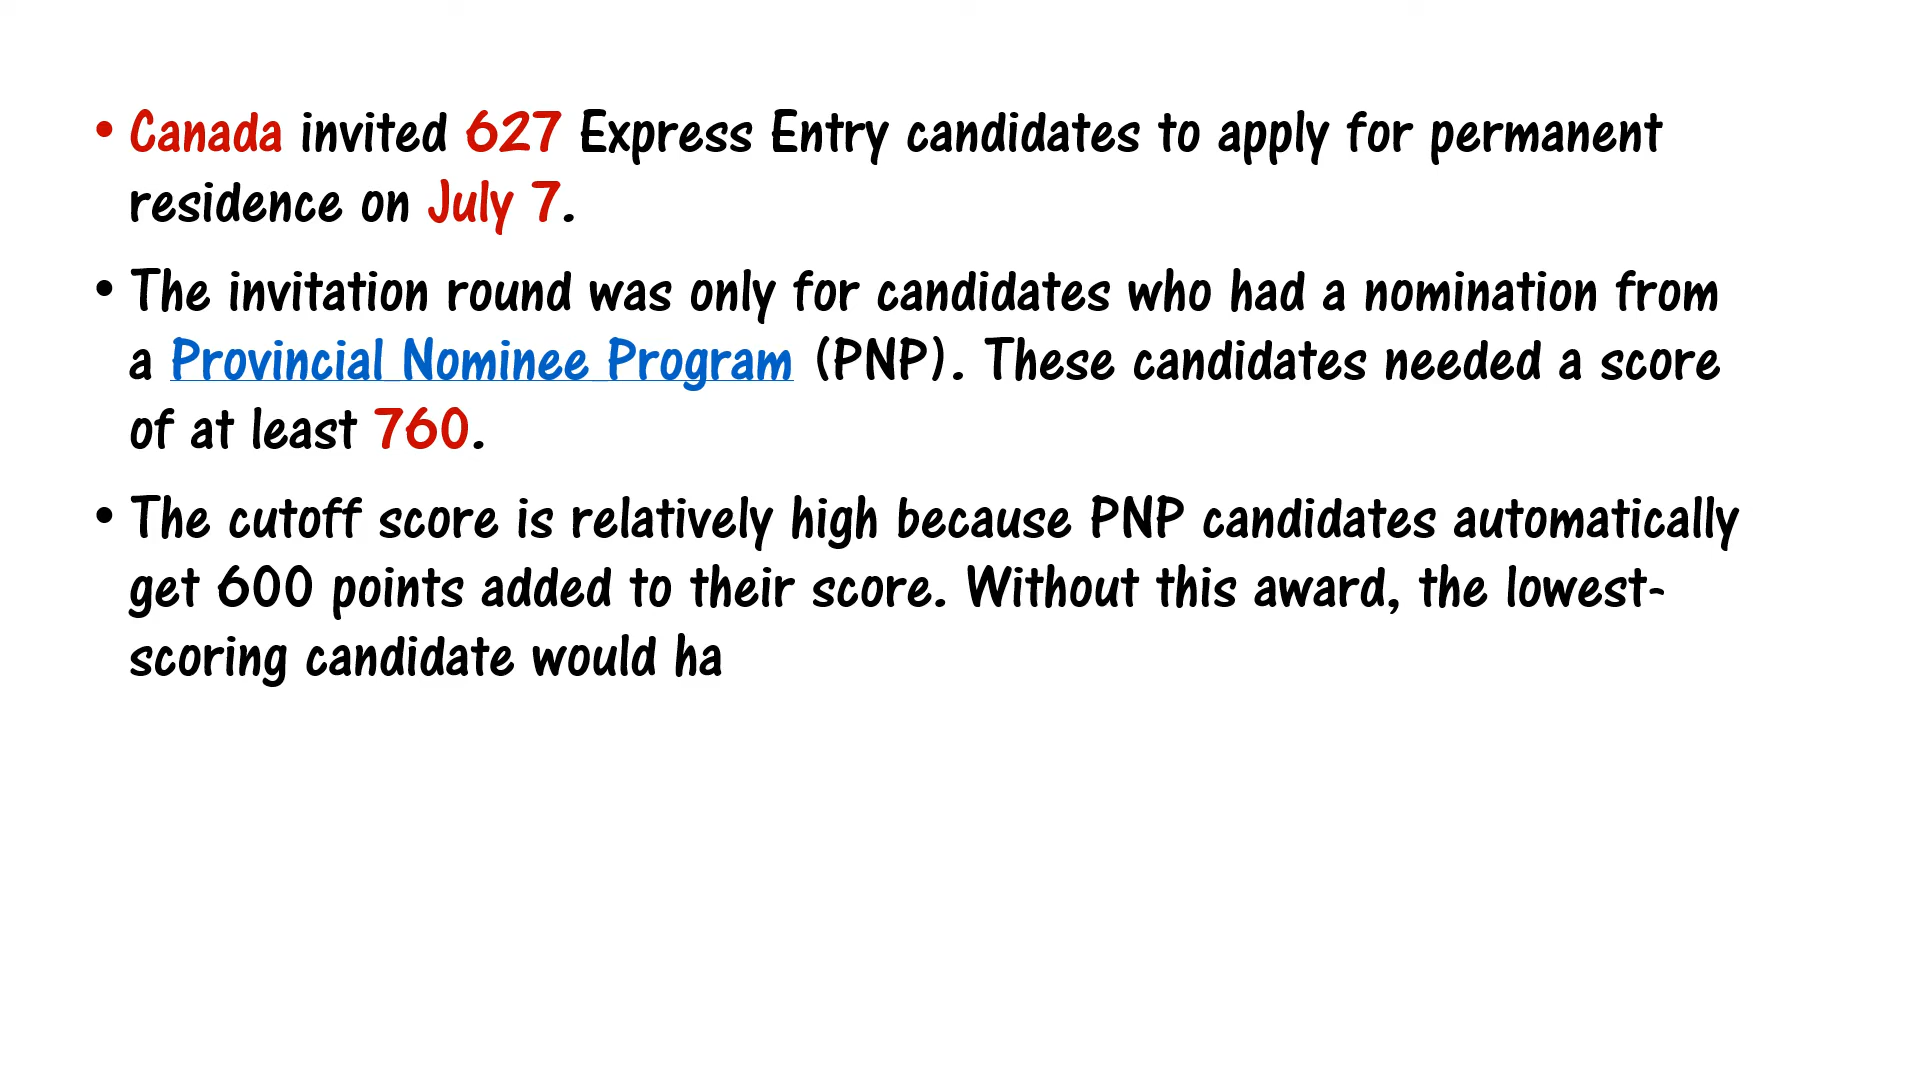 • Canada invited 627 Express Entry candidates to apply for permanent
residence on July 7.
• The invitation round was only for candidates who had a nomination from
a Provincial Nominee Program (PNP). These candidates needed a score
of at least 760.
• The cutoff score is relatively high because PNP candidates automatically
get 600 points added to their score. Without this award, the lowest-
scoring candidate would ha